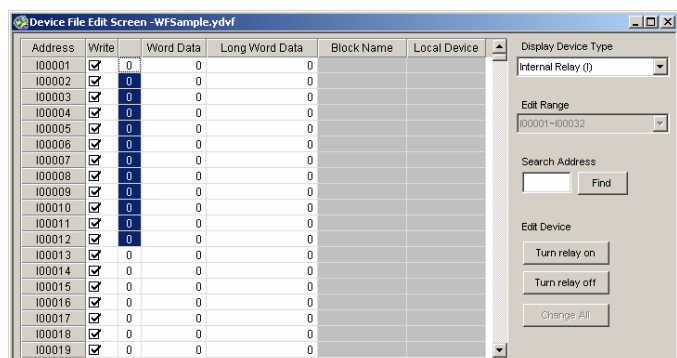 Device File Edit Screen -WFSample.ydvf
Address Write Word Data Long Word Data Block Name Local Device
I00001 0 0 0
I00002 0 0 0
I00003 0 0 0
I00004 0 0 0
I00005 0 0 0
I00006 0 0 0
I00007 0 0 0
I00008 0 0 0
I00009 0 0 0
I00010 0 0 0
I00011 0 0 0
I00012 0 0 0
I00013 0 0 0
I00014 0 0 0
I00015 0 0 0
I00016 0 0 0
I00017 0 0 0
I00018 0 0 0
I00019 0 0 0
Display Device Type
Internal Relay (I)
Edit Range
I00001~I00032
Search Address
Find
Edit Device
Turn relay on
Turn relay off
Change All